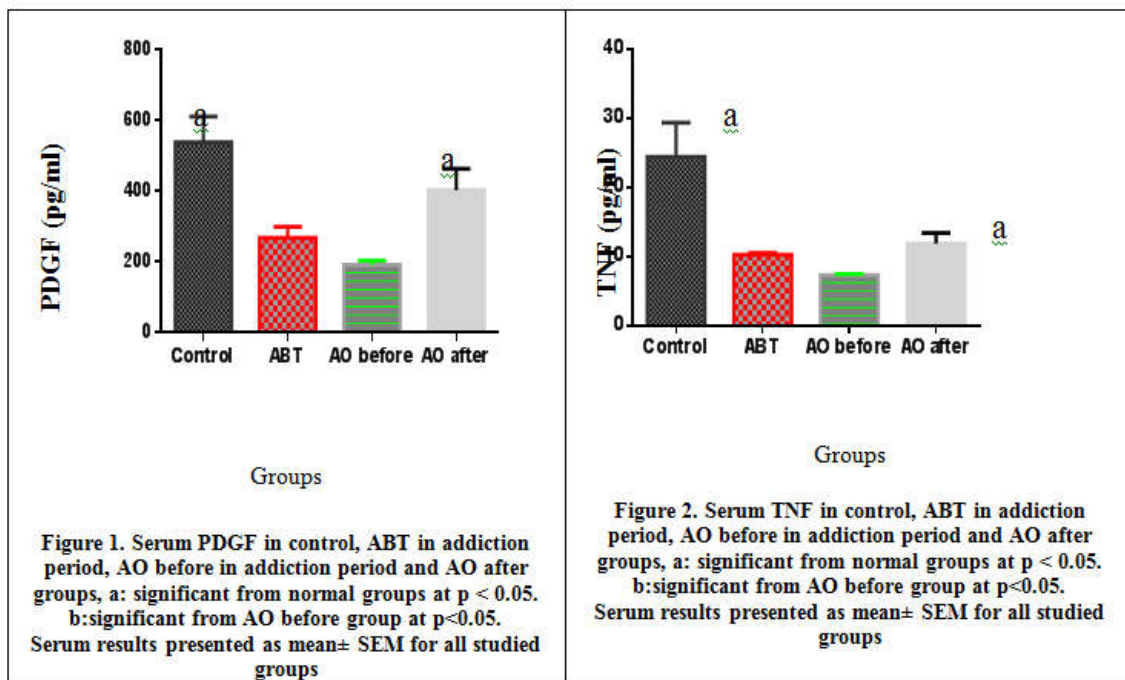 800
600
400
200
0
PDGF (pg/ml)
a
a
Control ABT AO before AO after
Groups
Figure 1. Serum PDGF in control, ABT in addiction
period, AO before in addiction period and AO after
groups, a: significant from normal groups at p < 0.05.
b:significant from AO before group at p<0.05.
Serum results presented as mean± SEM for all studied
groups
40
30
20
10
0
TNF (pg/ml)
a
a
Control ABT AO before AO after
Groups
Figure 2. Serum TNF in control, ABT in addiction
period, AO before in addiction period and AO after
groups, a: significant from normal groups at p < 0.05.
b:significant from AO before group at p<0.05.
Serum results presented as mean± SEM for all studied
groups